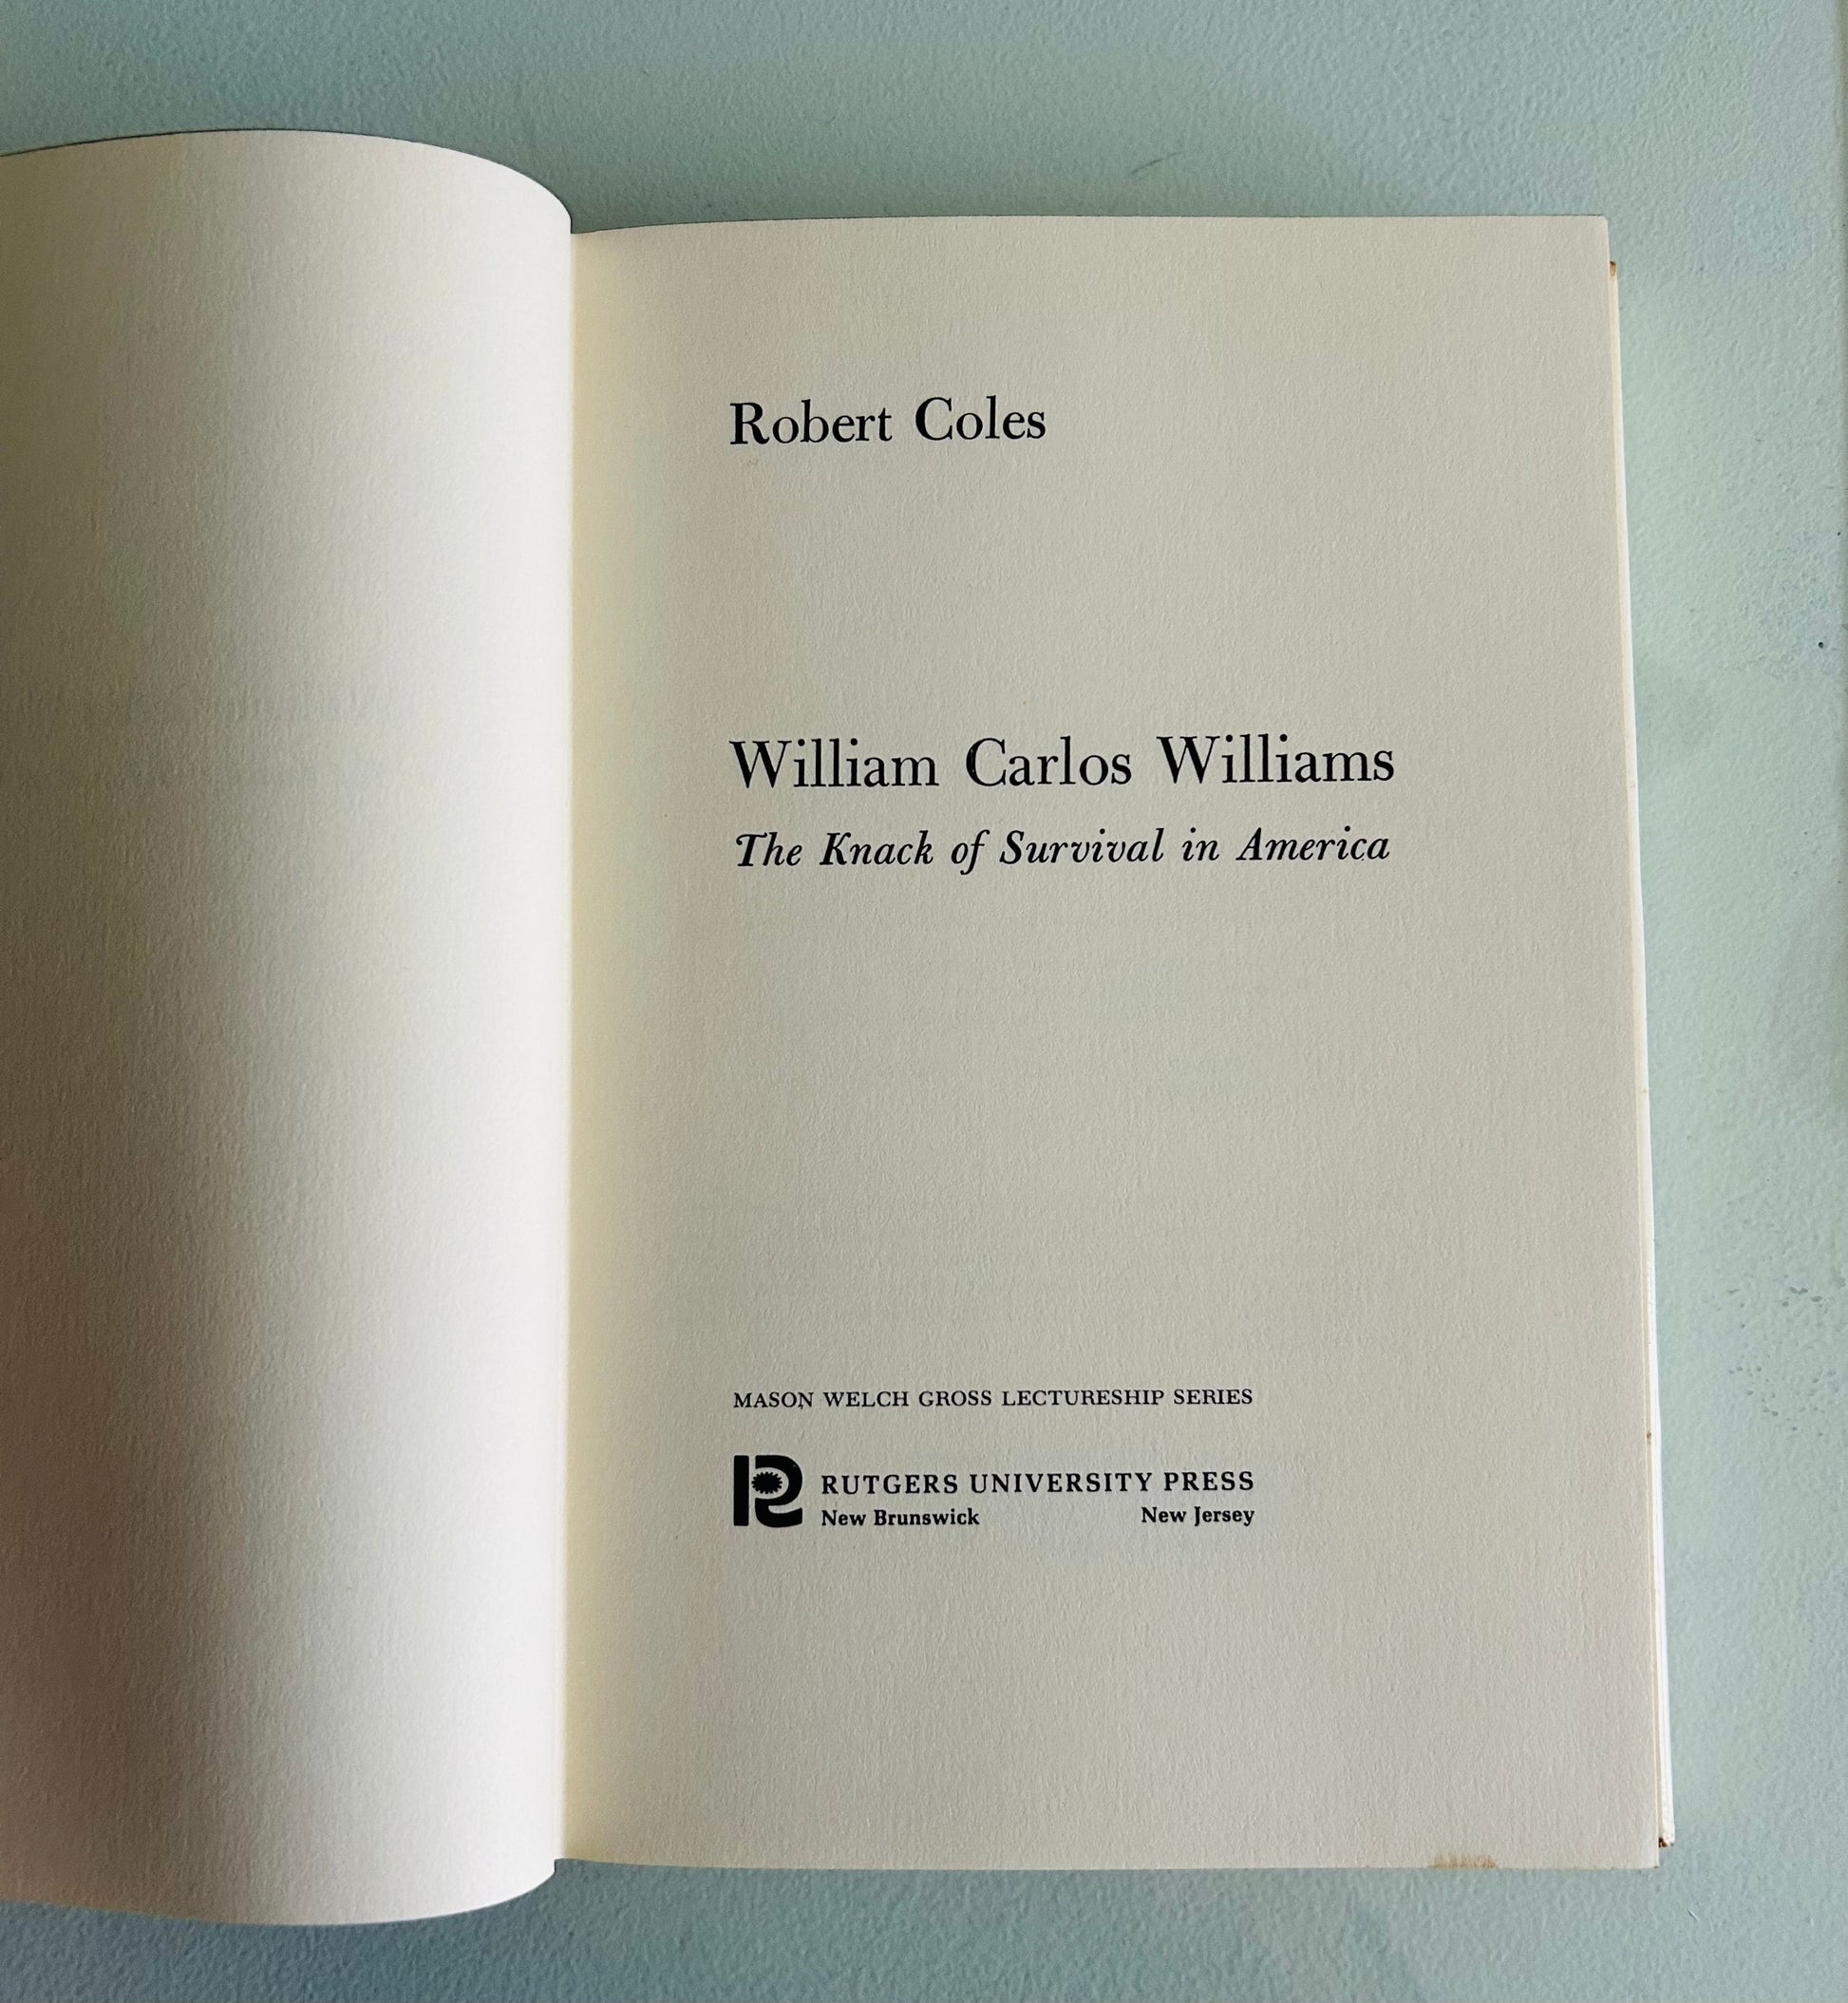 Robert Coles
William Carlos Williams
The Knack of Survival in America
MASON WELCH GROSS LECTURESHIP SERIES
RUTGERS UNIVERSITY PRESS
New Brunswick New Jersey